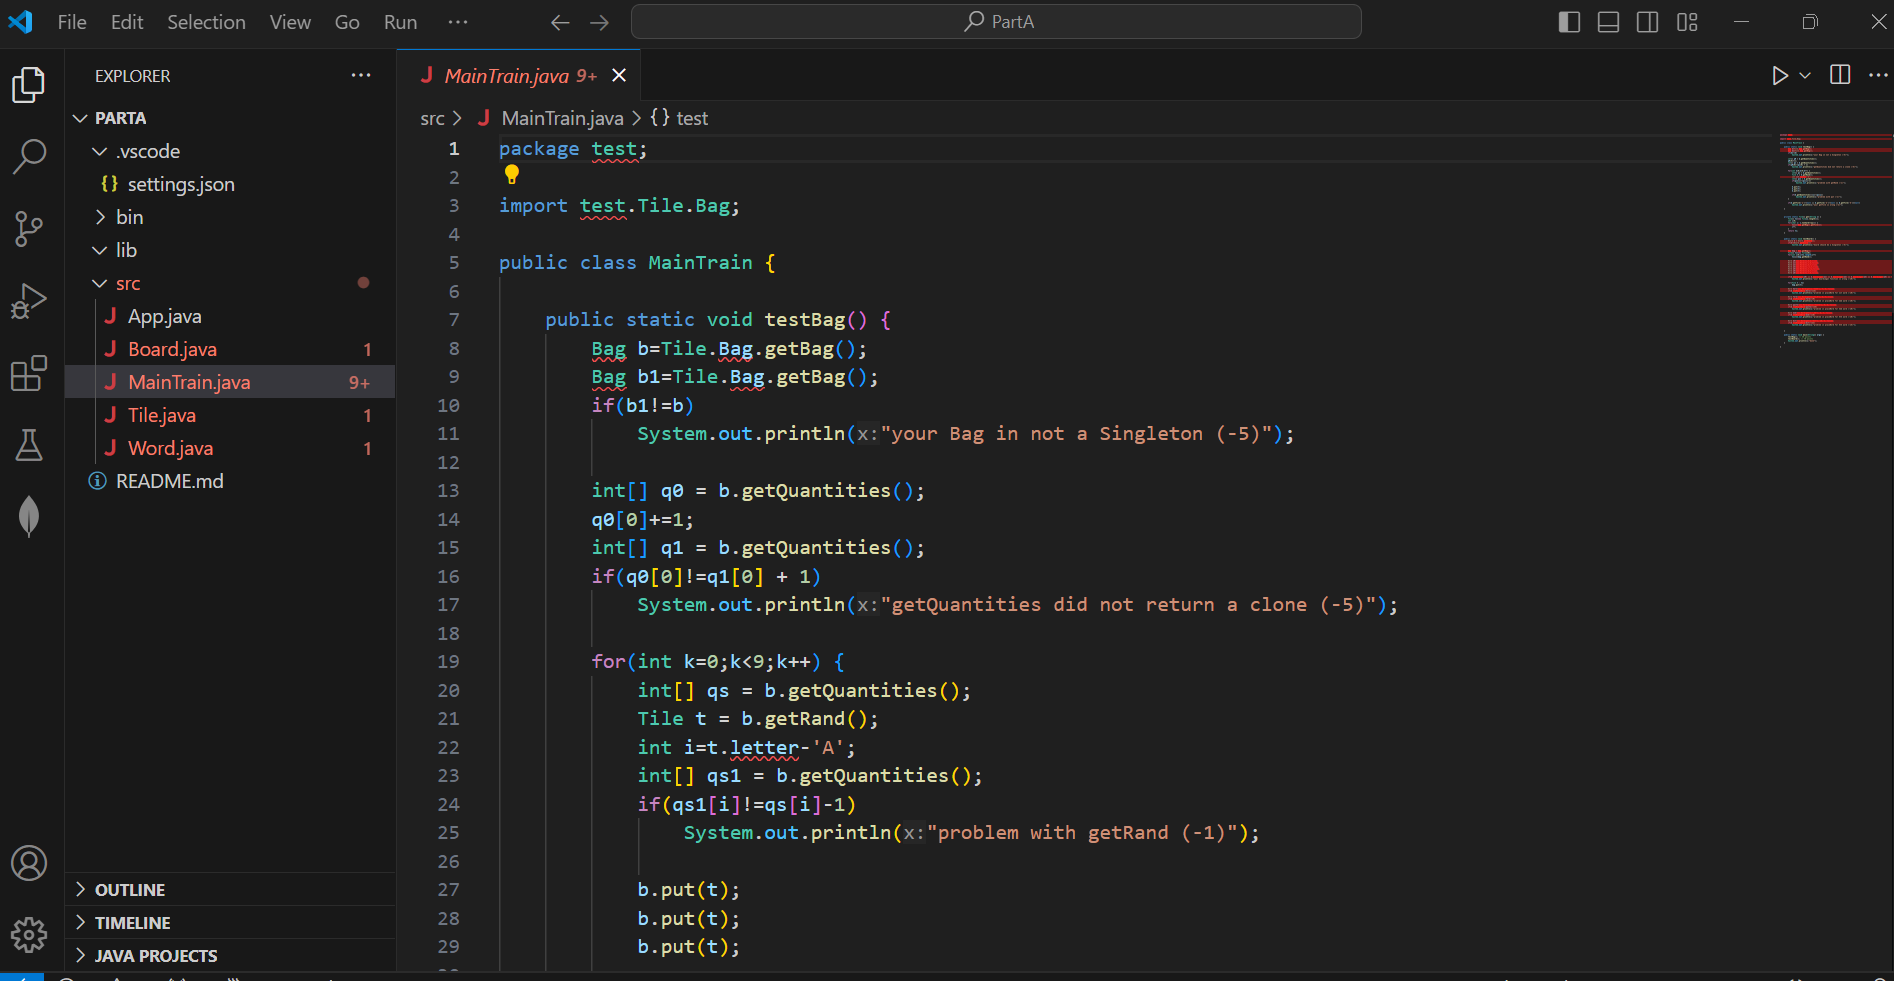 File Edit Selection View Go Run ···
PartA
EXPLORER ···
PARTA
.vscode
{} settings.json
bin
lib
src
J App.java
J Board.java 1
J MainTrain.java 9+
J Tile.java 1
J Word.java 1
README.md
OUTLINE
TIMELINE
JAVA PROJECTS
J MainTrain.java 9+
src > J MainTrain.java > {} test
1 package test;
2
3 import test.Tile.Bag;
4
5 public class MainTrain {
6
7 public static void testBag() {
8 Bag b=Tile.Bag.getBag();
9 Bag b1=Tile.Bag.getBag();
10 if(b1!=b)
11 System.out.println(x:"your Bag in not a Singleton (-5)");
12
13 int[] q0 = b.getQuantities();
14 q0[0]+=1;
15 int[] q1 = b.getQuantities();
16 if(q0[0]!=q1[0] + 1)
17 System.out.println(x:"getQuantities did not return a clone (-5)");
18
19 for(int k=0;k<9;k++) {
20 int[] qs = b.getQuantities();
21 Tile t = b.getRand();
22 int i=t.letter-'A';
23 int[] qs1 = b.getQuantities();
24 if(qs1[i]!=qs[i]-1)
25 System.out.println(x:"problem with getRand (-1)");
26
27 b.put(t);
28 b.put(t);
29 b.put(t);